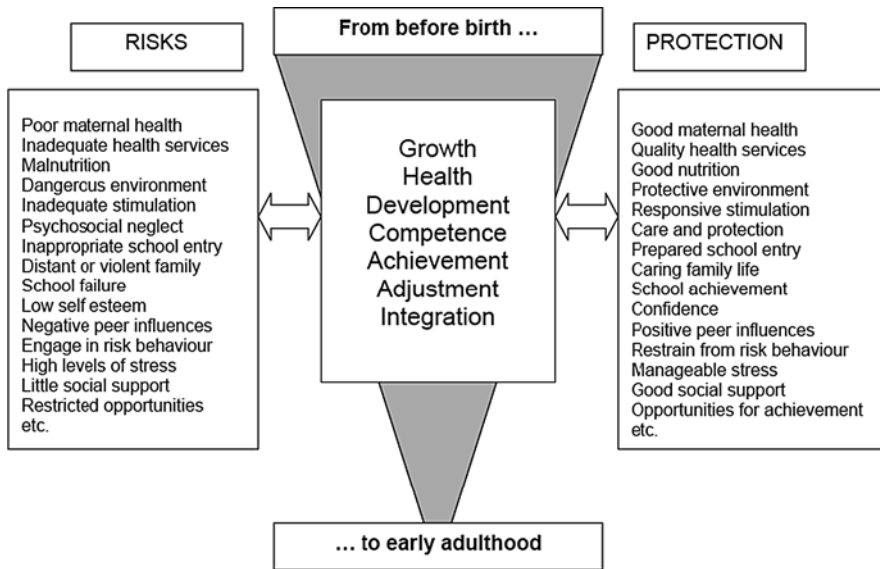 RISKS
From before birth ...
PROTECTION
Poor maternal health
Inadequate health services
Malnutrition
Dangercus environment
Inadequate stimulation
Psychosocial neglect
Inappropriate school entry
Distant or violent family
School failure
Low self esteem
Negative peer influences
Engage in risk behaviour
High levels of stress
Little social support
Restricted opportunities
etc.
Growth
Health
Development
Competence
Achievement
Adjustment
Integration
Good maternal health
Quality health services
Good nutrition
Protective environment
Responsive stimulation
Care and protection
Prepared school entry
Caring family life
School achievement
Confidence
Positive peer influences
Restrain from risk behaviour
Manageable stress
Good social support
Opportunities for achievement
etc.
... to early adulthood